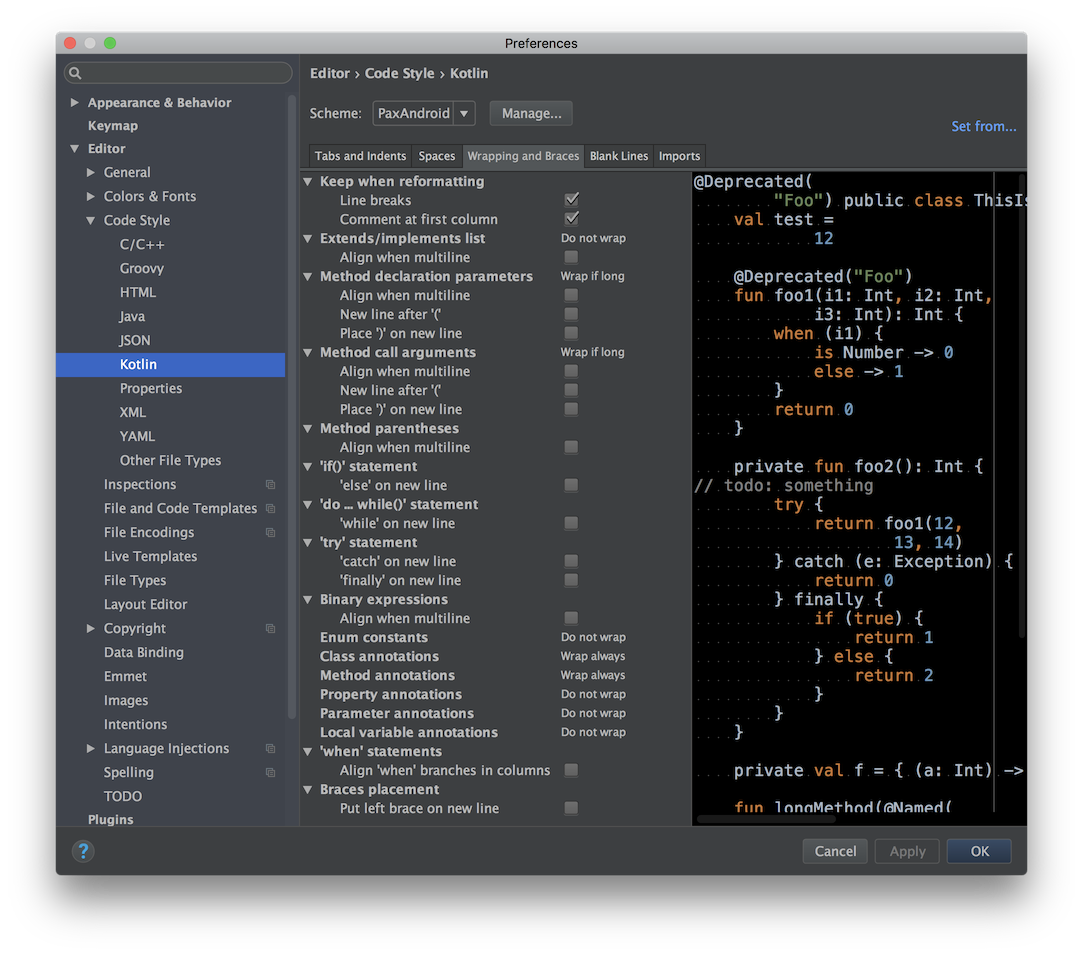 Preferences
Appearance & Behavior
Keymap
Editor
General
Colors & Fonts
Code Style
C/C++
Groovy
HTML
Java
JSON
Kotlin
Properties
XML
YAML
Other File Types
Inspections
File and Code Templates
File Encodings
Live Templates
File Types
Layout Editor
Copyright
Data Binding
Emmet
Images
Intentions
Language Injections
Spelling
TODO
Plugins
Editor › Code Style › Kotlin
Scheme: PaxAndroid Manage...
Set from...
Tabs and Indents Spaces Wrapping and Braces Blank Lines Imports
Keep when reformatting
Line breaks
Comment at first column
Extends/implements list Do not wrap
Align when multiline
Method declaration parameters Wrap if long
Align when multiline
New line after '('
Place ')' on new line
Method call arguments Wrap if long
Align when multiline
New line after '('
Place ')' on new line
Method parentheses
Align when multiline
'if()' statement
'else' on new line
'do ... while()' statement
'while' on new line
'try' statement
'catch' on new line
'finally' on new line
Binary expressions
Align when multiline
Enum constants Do not wrap
Class annotations Wrap always
Method annotations Wrap always
Property annotations Do not wrap
Parameter annotations Do not wrap
Local variable annotations Do not wrap
'when' statements
Align 'when' branches in columns
Braces placement
Put left brace on new line
@Deprecated(
"Foo") public class ThisIs
val test =
12
@Deprecated("Foo")
fun foo1(i1: Int, i2: Int,
i3: Int): Int {
when (i1) {
is Number -> 0
else -> 1
}
return 0
}
private fun foo2(): Int {
// todo: something
try {
return foo1(12,
13, 14)
} catch (e: Exception) {
return 0
} finally {
if (true) {
return 1
} else {
return 2
}
}
}
private val f = { (a: Int) ->
fun longMethod(@Named(
? Cancel Apply OK